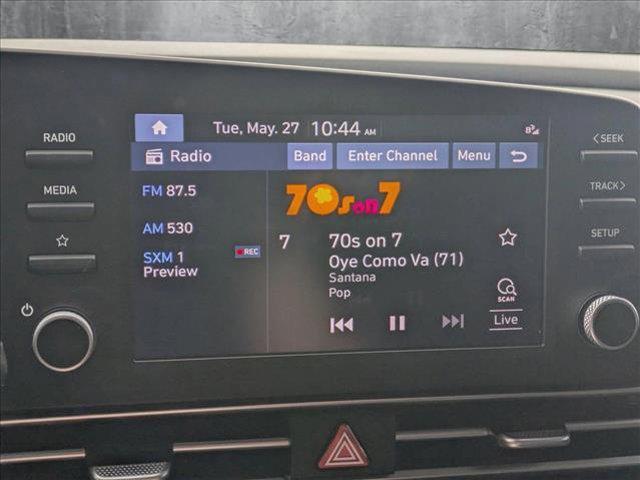 Tue, May. 27 10:44 AM
RADIO
MEDIA
Radio
Band
Enter Channel
Menu
FM 87.5
AM 530
SXM 1
Preview
REC
70s on 7
7
70s on 7
Oye Como Va (71)
Santana
Pop
SCAN
Live
< SEEK
TRACK >
SETUP